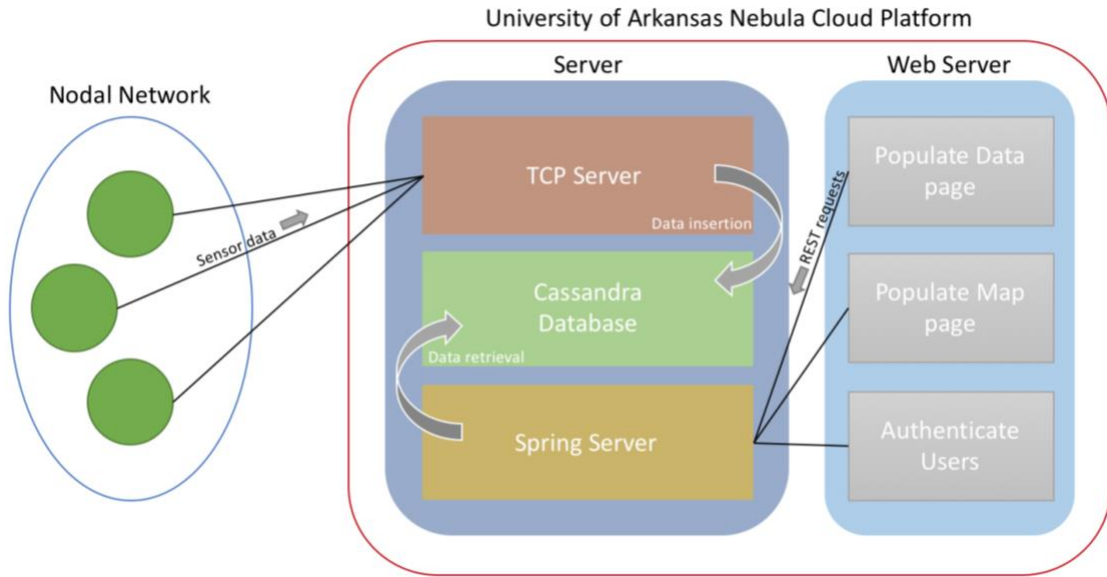 University of Arkansas Nebula Cloud Platform
Server
Web Server
Nodal Network
TCP Server
Populate Data
page
Sensor data
Data insertion
REST requests
Cassandra
Database
Populate Map
page
Data retrieval
Spring Server
Authenticate
Users